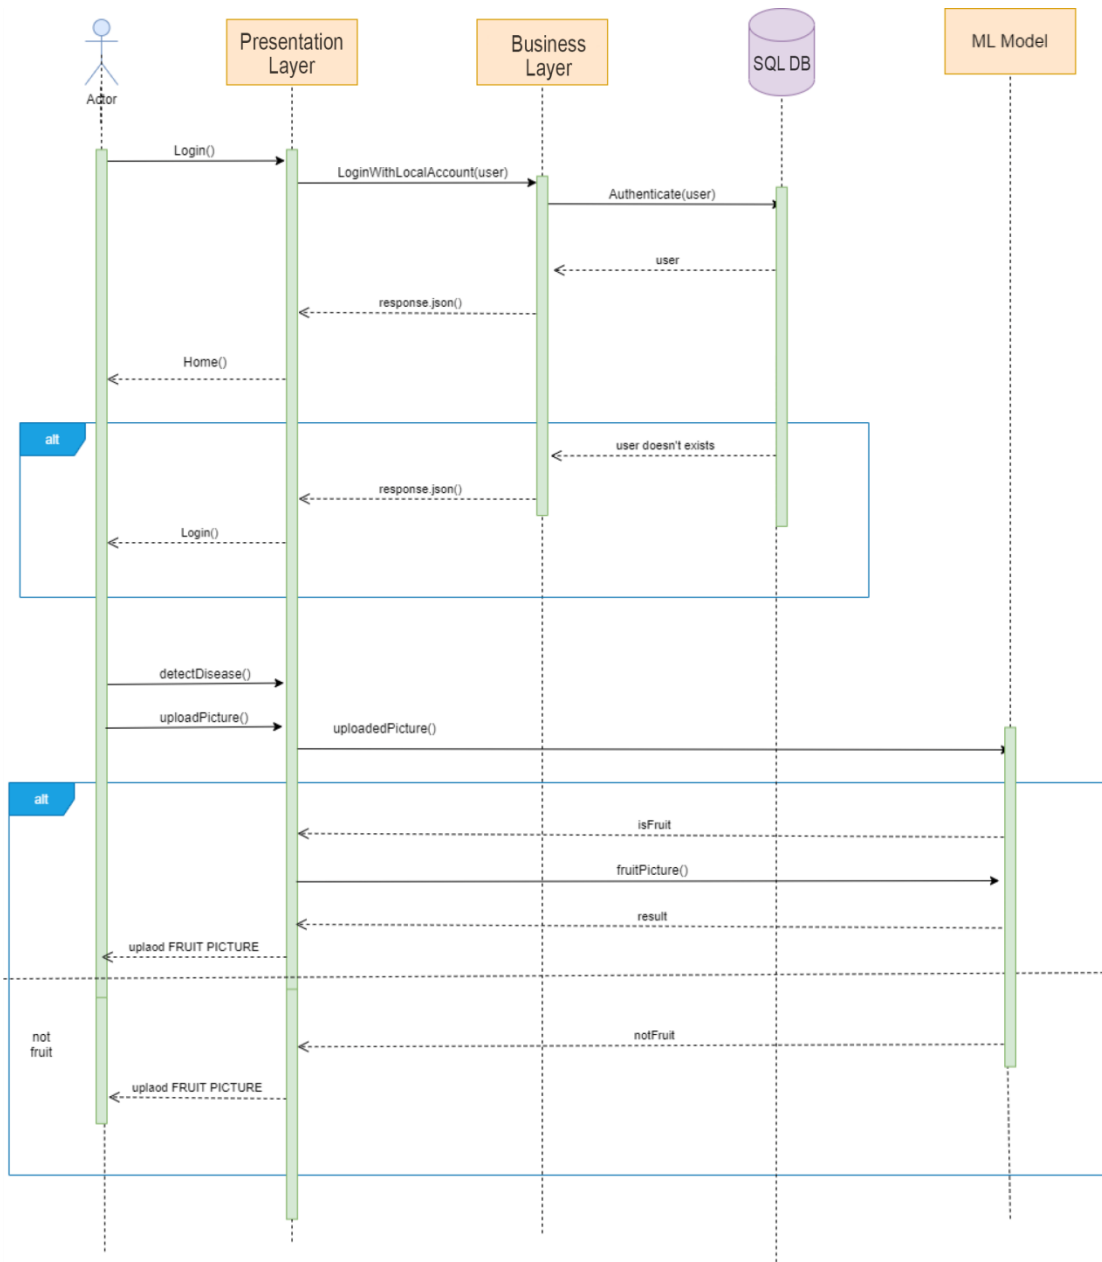 Actor
Presentation
Layer
Business
Layer
SQL DB
ML Model
Login()
LoginWithLocalAccount(user)
Authenticate(user)
user
response.json()
Home()
alt
user doesn't exists
response.json()
Login()
detectDisease()
uploadPicture()
uploadedPicture()
alt
isFruit
fruitPicture()
result
uplaod FRUIT PICTURE
not
fruit
notFruit
uplaod FRUIT PICTURE